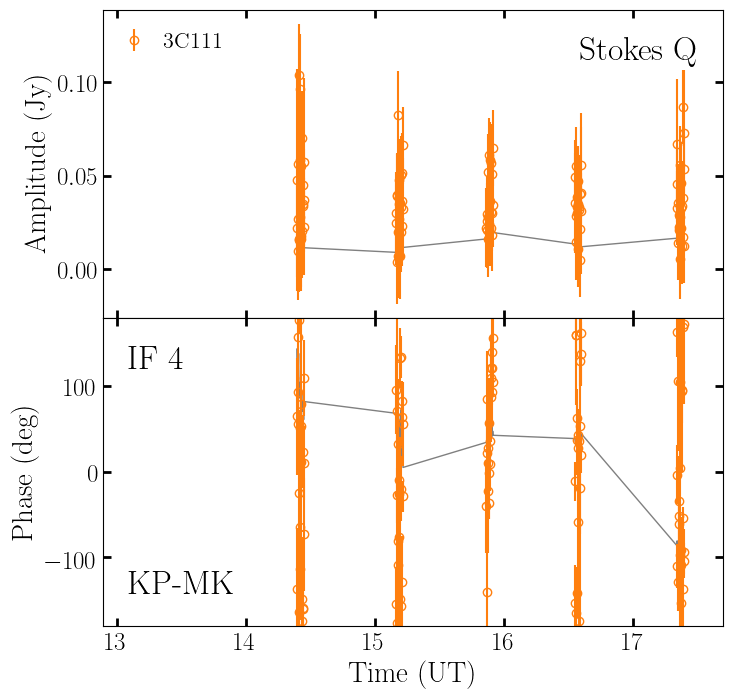 3C111
Stokes Q
Amplitude (Jy)
0.10
0.05
0.00
IF 4
Phase (deg)
100
0
−100
KP-MK
13 14 15 16 17
Time (UT)